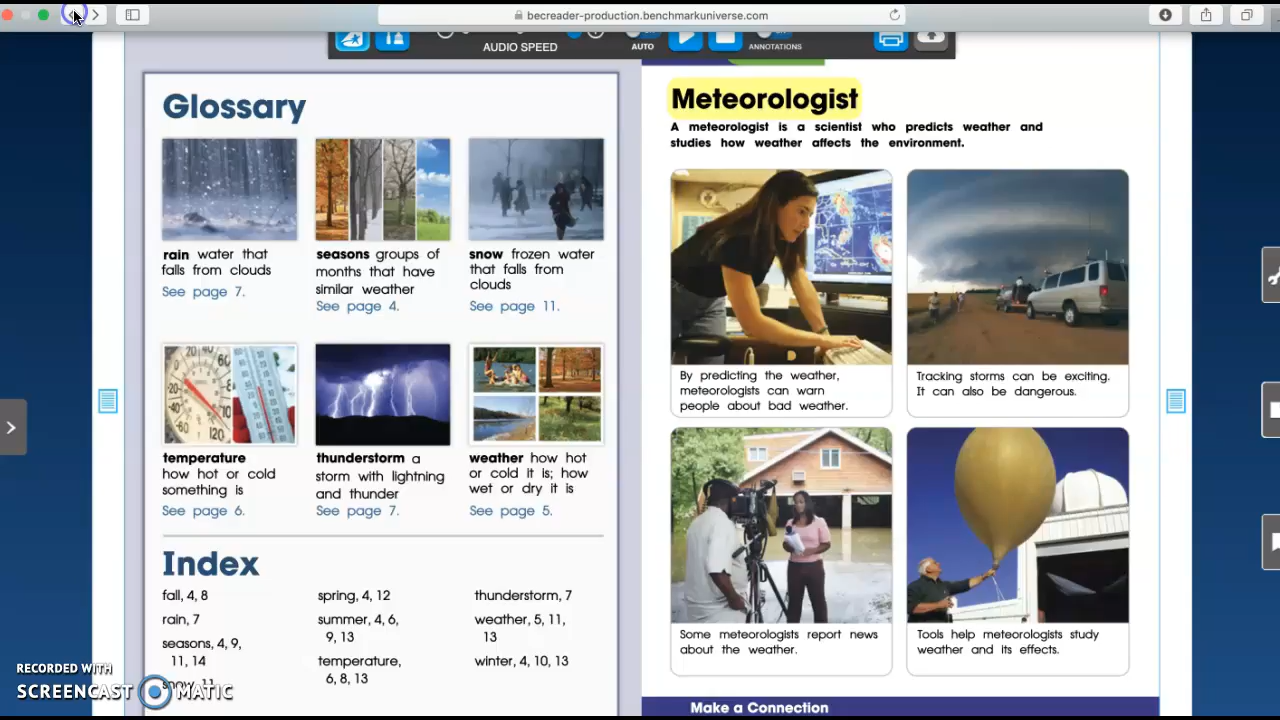 becreader-production.benchmarkuniverse.com
AUDIO SPEED
AUTO
ANNOTATIONS
Glossary
rain water that
falls from clouds
See page 7.
seasons groups of
months that have
similar weather
See page 4.
snow frozen water
that falls from
clouds
See page 11.
temperature
how hot or cold
something is
See page 6.
thunderstorm a
storm with lightning
and thunder
See page 7.
weather how hot
or cold it is; how
wet or dry it is
See page 5.
Index
fall, 4, 8
rain, 7
seasons, 4, 9,
11, 14
snow, 11
spring, 4, 12
summer, 4, 6,
9, 13
temperature,
6, 8, 13
thunderstorm, 7
weather, 5, 11,
13
winter, 4, 10, 13
Meteorologist
A meteorologist is a scientist who predicts weather and
studies how weather affects the environment.
By predicting the weather,
meteorologists can warn
people about bad weather.
Tracking storms can be exciting.
It can also be dangerous.
Some meteorologists report news
about the weather.
Tools help meteorologists study
weather and its effects.
Make a Connection
RECORDED WITH
SCREENCAST MATIC